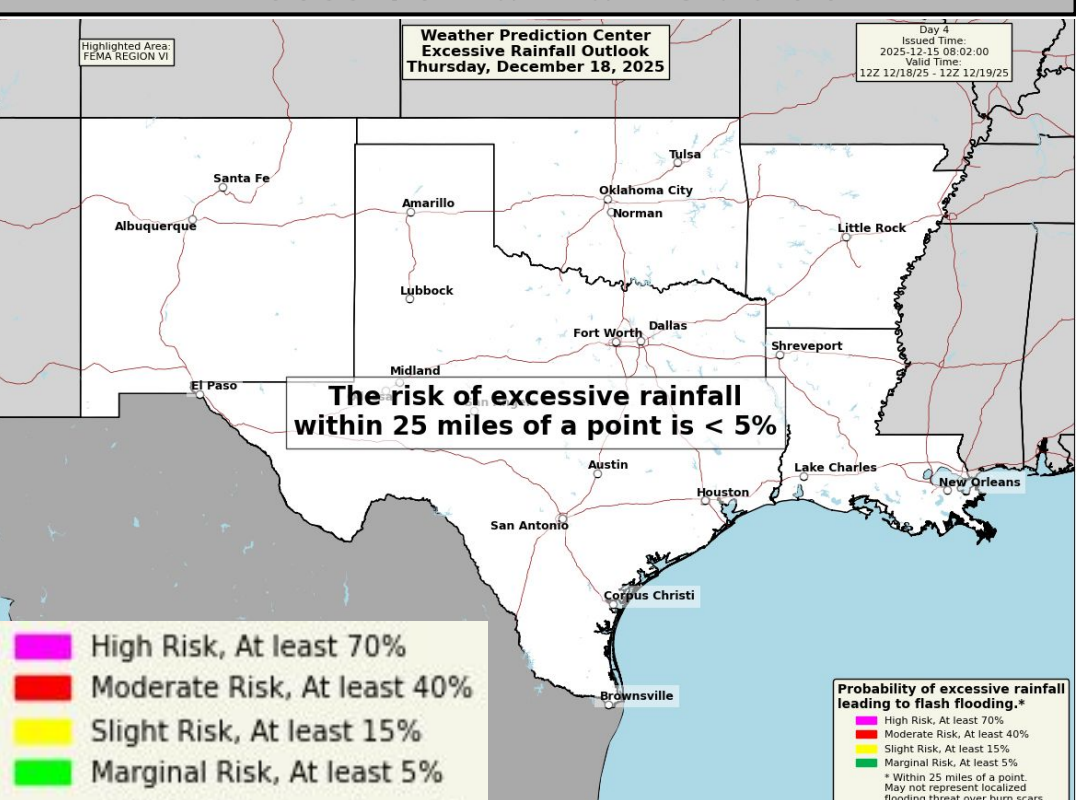 Highlighted Area:
FEMA REGION VI
Weather Prediction Center
Excessive Rainfall Outlook
Thursday, December 18, 2025
Day 4
Issued Time:
2025-12-15 08:02:00
Valid Time:
12Z 12/18/25 - 12Z 12/19/25
Tulsa
Santa Fe
Oklahoma City
Amarillo
Norman
Albuquerque
Little Rock
Lubbock
Dallas
Fort Worth
Shreveport
Midland
El Paso
The risk of excessive rainfall
within 25 miles of a point is < 5%
Austin
Lake Charles
New Orleans
Houston
San Antonio
Corpus Christi
Brownsville
High Risk, At least 70%
Moderate Risk, At least 40%
Slight Risk, At least 15%
Marginal Risk, At least 5%
Probability of excessive rainfall
leading to flash flooding.*
High Risk, At least 70%
Moderate Risk, At least 40%
Slight Risk, At least 15%
Marginal Risk, At least 5%
* Within 25 miles of a point.
May not represent localized
flooding threat over burn scars